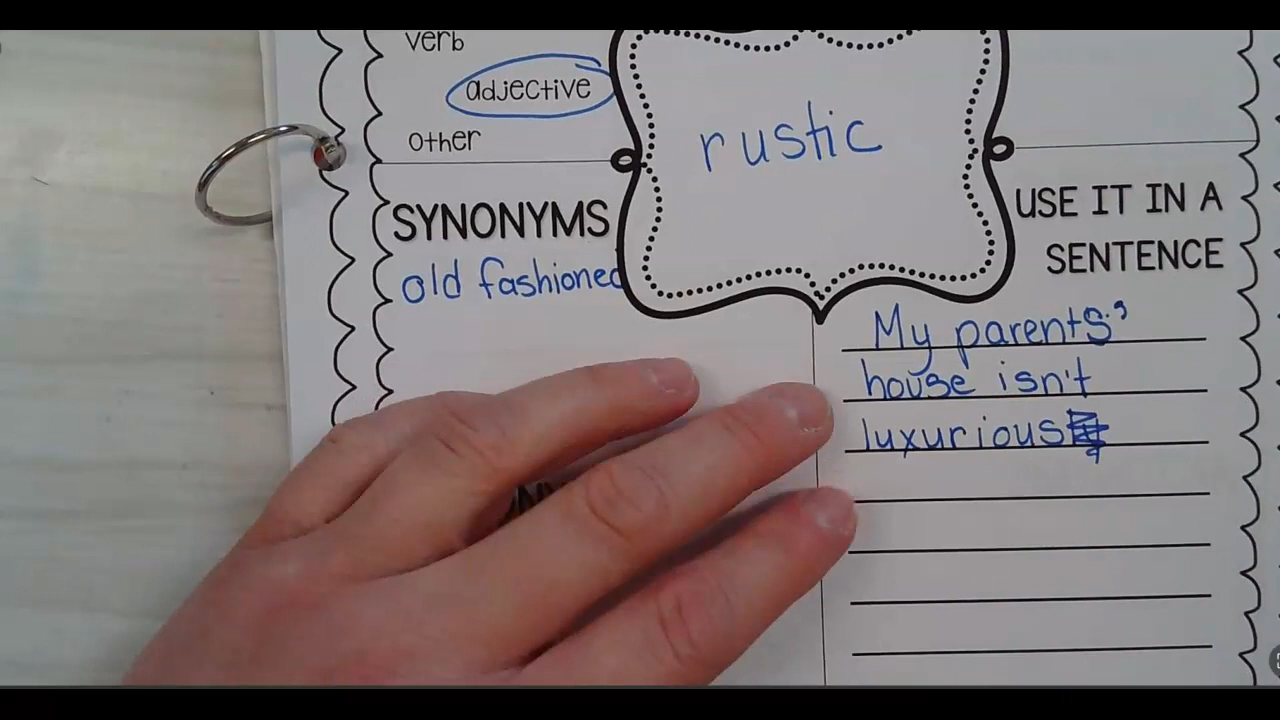 verb
adjective
other
rustic
SYNONYMS
old fashioned
USE IT IN A
SENTENCE
My parents'
house isn't
luxurious